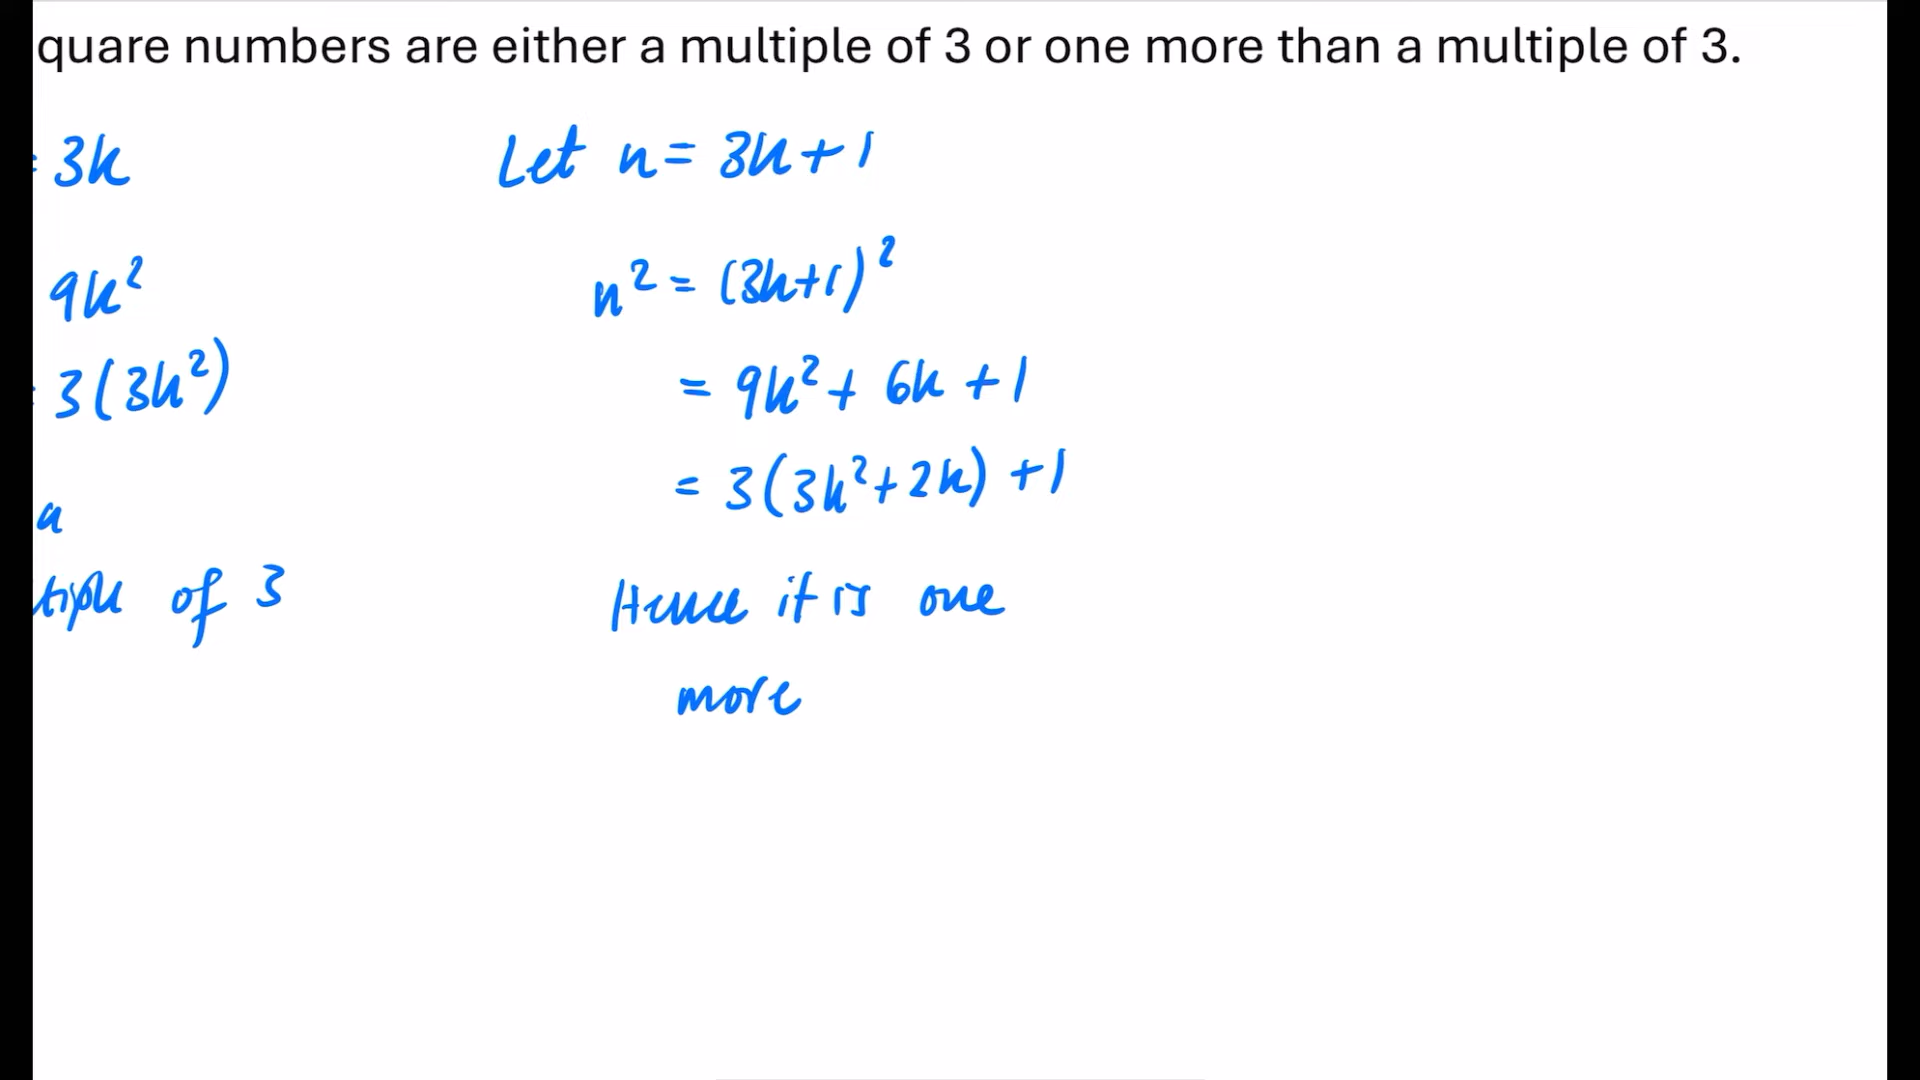 quare numbers are either a multiple of 3 or one more than a multiple of 3.
= 3k
9k²
= 3(3k²)
a
tiple of 3
Let n = 3k+1
n² = (3k+1)²
= 9k² + 6k + 1
= 3(3k²+2k) + 1
Hence it is one
more